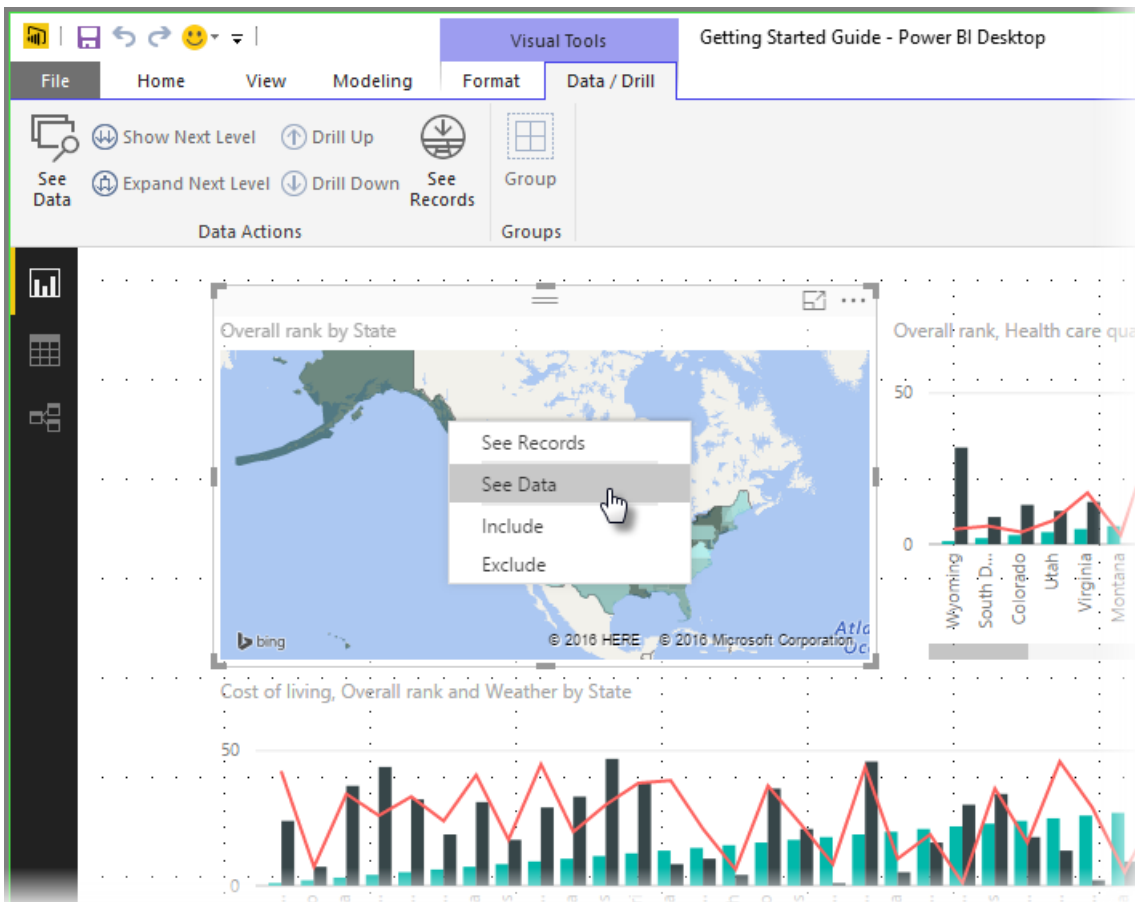 Visual Tools
Getting Started Guide - Power BI Desktop
File
Home
View
Modeling
Format
Data / Drill
See
Data
Show Next Level
Drill Up
Expand Next Level
Drill Down
See
Records
Group
Data Actions
Groups
Overall rank by State
See Records
See Data
Include
Exclude
bing
© 2016 HERE
© 2016 Microsoft Corporation
Overall rank, Health care
50
0
Wyoming
South D...
Colorado
Utah
Virginia
Montana
Cost of living, Overall rank and Weather by State
50
0